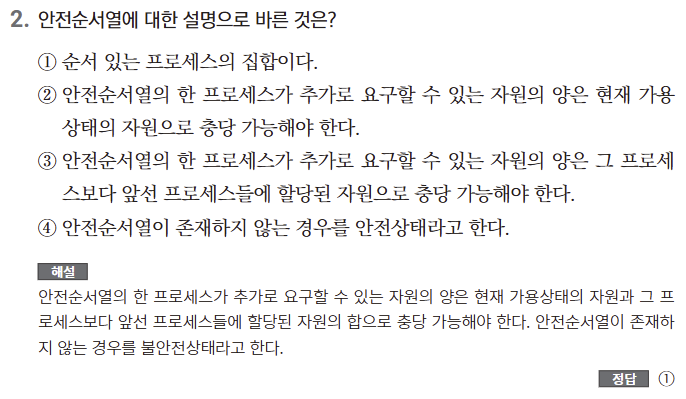 2. 안전순서열에 대한 설명으로 바른 것은?
① 순서 있는 프로세스의 집합이다.
② 안전순서열의 한 프로세스가 추가로 요구할 수 있는 자원의 양은 현재 가용
상태의 자원으로 충당 가능해야 한다.
③ 안전순서열의 한 프로세스가 추가로 요구할 수 있는 자원의 양은 그 프로세
스보다 앞선 프로세스들에 할당된 자원으로 충당 가능해야 한다.
④ 안전순서열이 존재하지 않는 경우를 안전상태라고 한다.
해설
안전순서열의 한 프로세스가 추가로 요구할 수 있는 자원의 양은 현재 가용상태의 자원과 그 프
로세스보다 앞선 프로세스들에 할당된 자원의 합으로 충당 가능해야 한다. 안전순서열이 존재하
지 않는 경우를 불안전상태라고 한다.
정답 ①